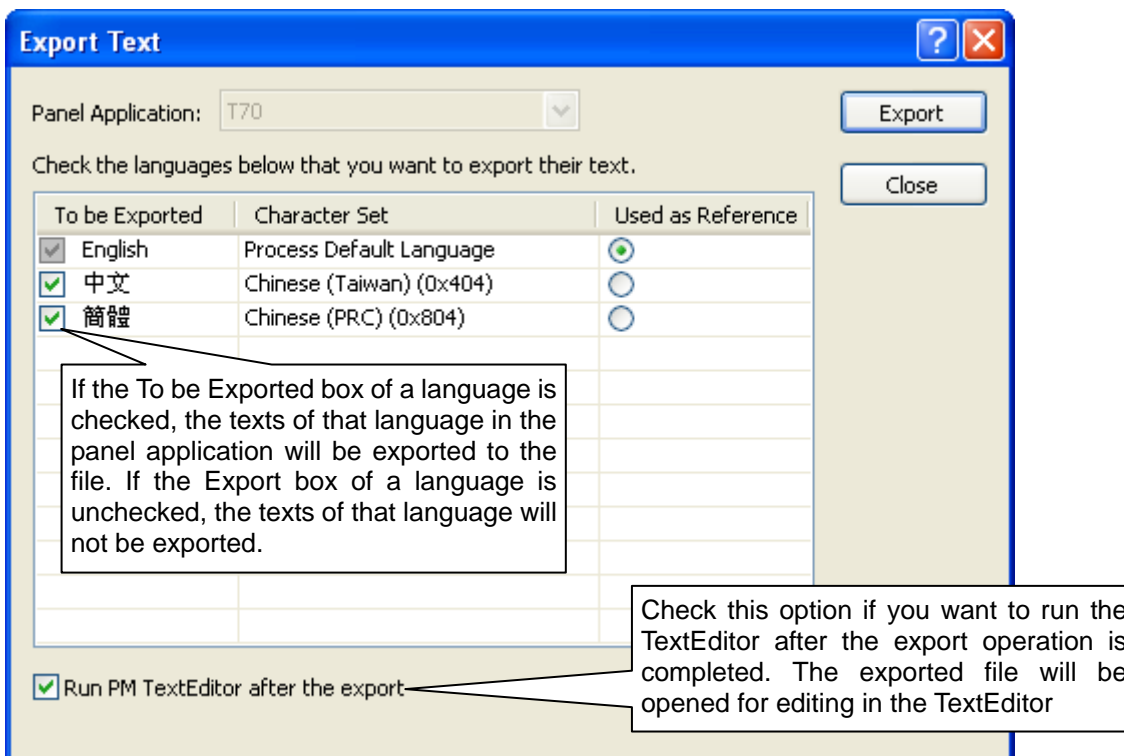 Export Text
Panel Application: T70
Export
Check the languages below that you want to export their text.
Close
To be Exported Character Set Used as Reference
English Process Default Language
中文 Chinese (Taiwan) (0x404)
簡體 Chinese (PRC) (0x804)
If the To be Exported box of a language is
checked, the texts of that language in the
panel application will be exported to the
file. If the Export box of a language is
unchecked, the texts of that language will
not be exported.
Check this option if you want to run the
TextEditor after the export operation is
completed. The exported file will be
opened for editing in the TextEditor
Run PM TextEditor after the export